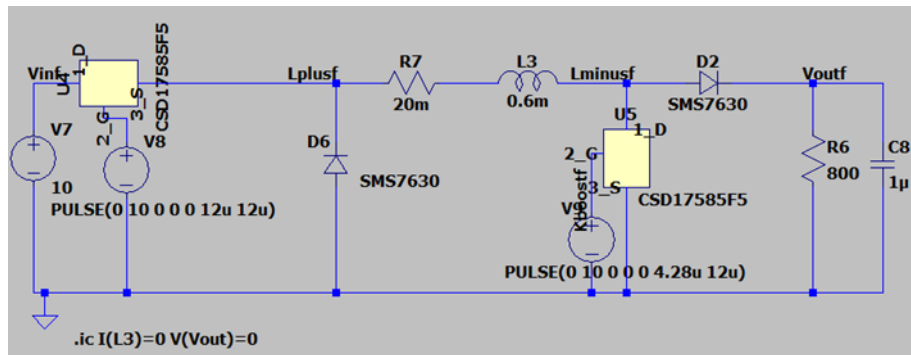 Vinf
U4
1_D
2_G
3_S
CSD17585F5
V7
10
V8
PULSE(0 10 0 0 0 12u 12u)
Lplusf
D6
SMS7630
R7
20m
L3
0.6m
Lminusf
D2
SMS7630
Voutf
U5
1_D
2_G
3_S
CSD17585F5
Kboostf
V9
PULSE(0 10 0 0 0 4.28u 12u)
R6
800
C8
1µ
.ic I(L3)=0 V(Vout)=0